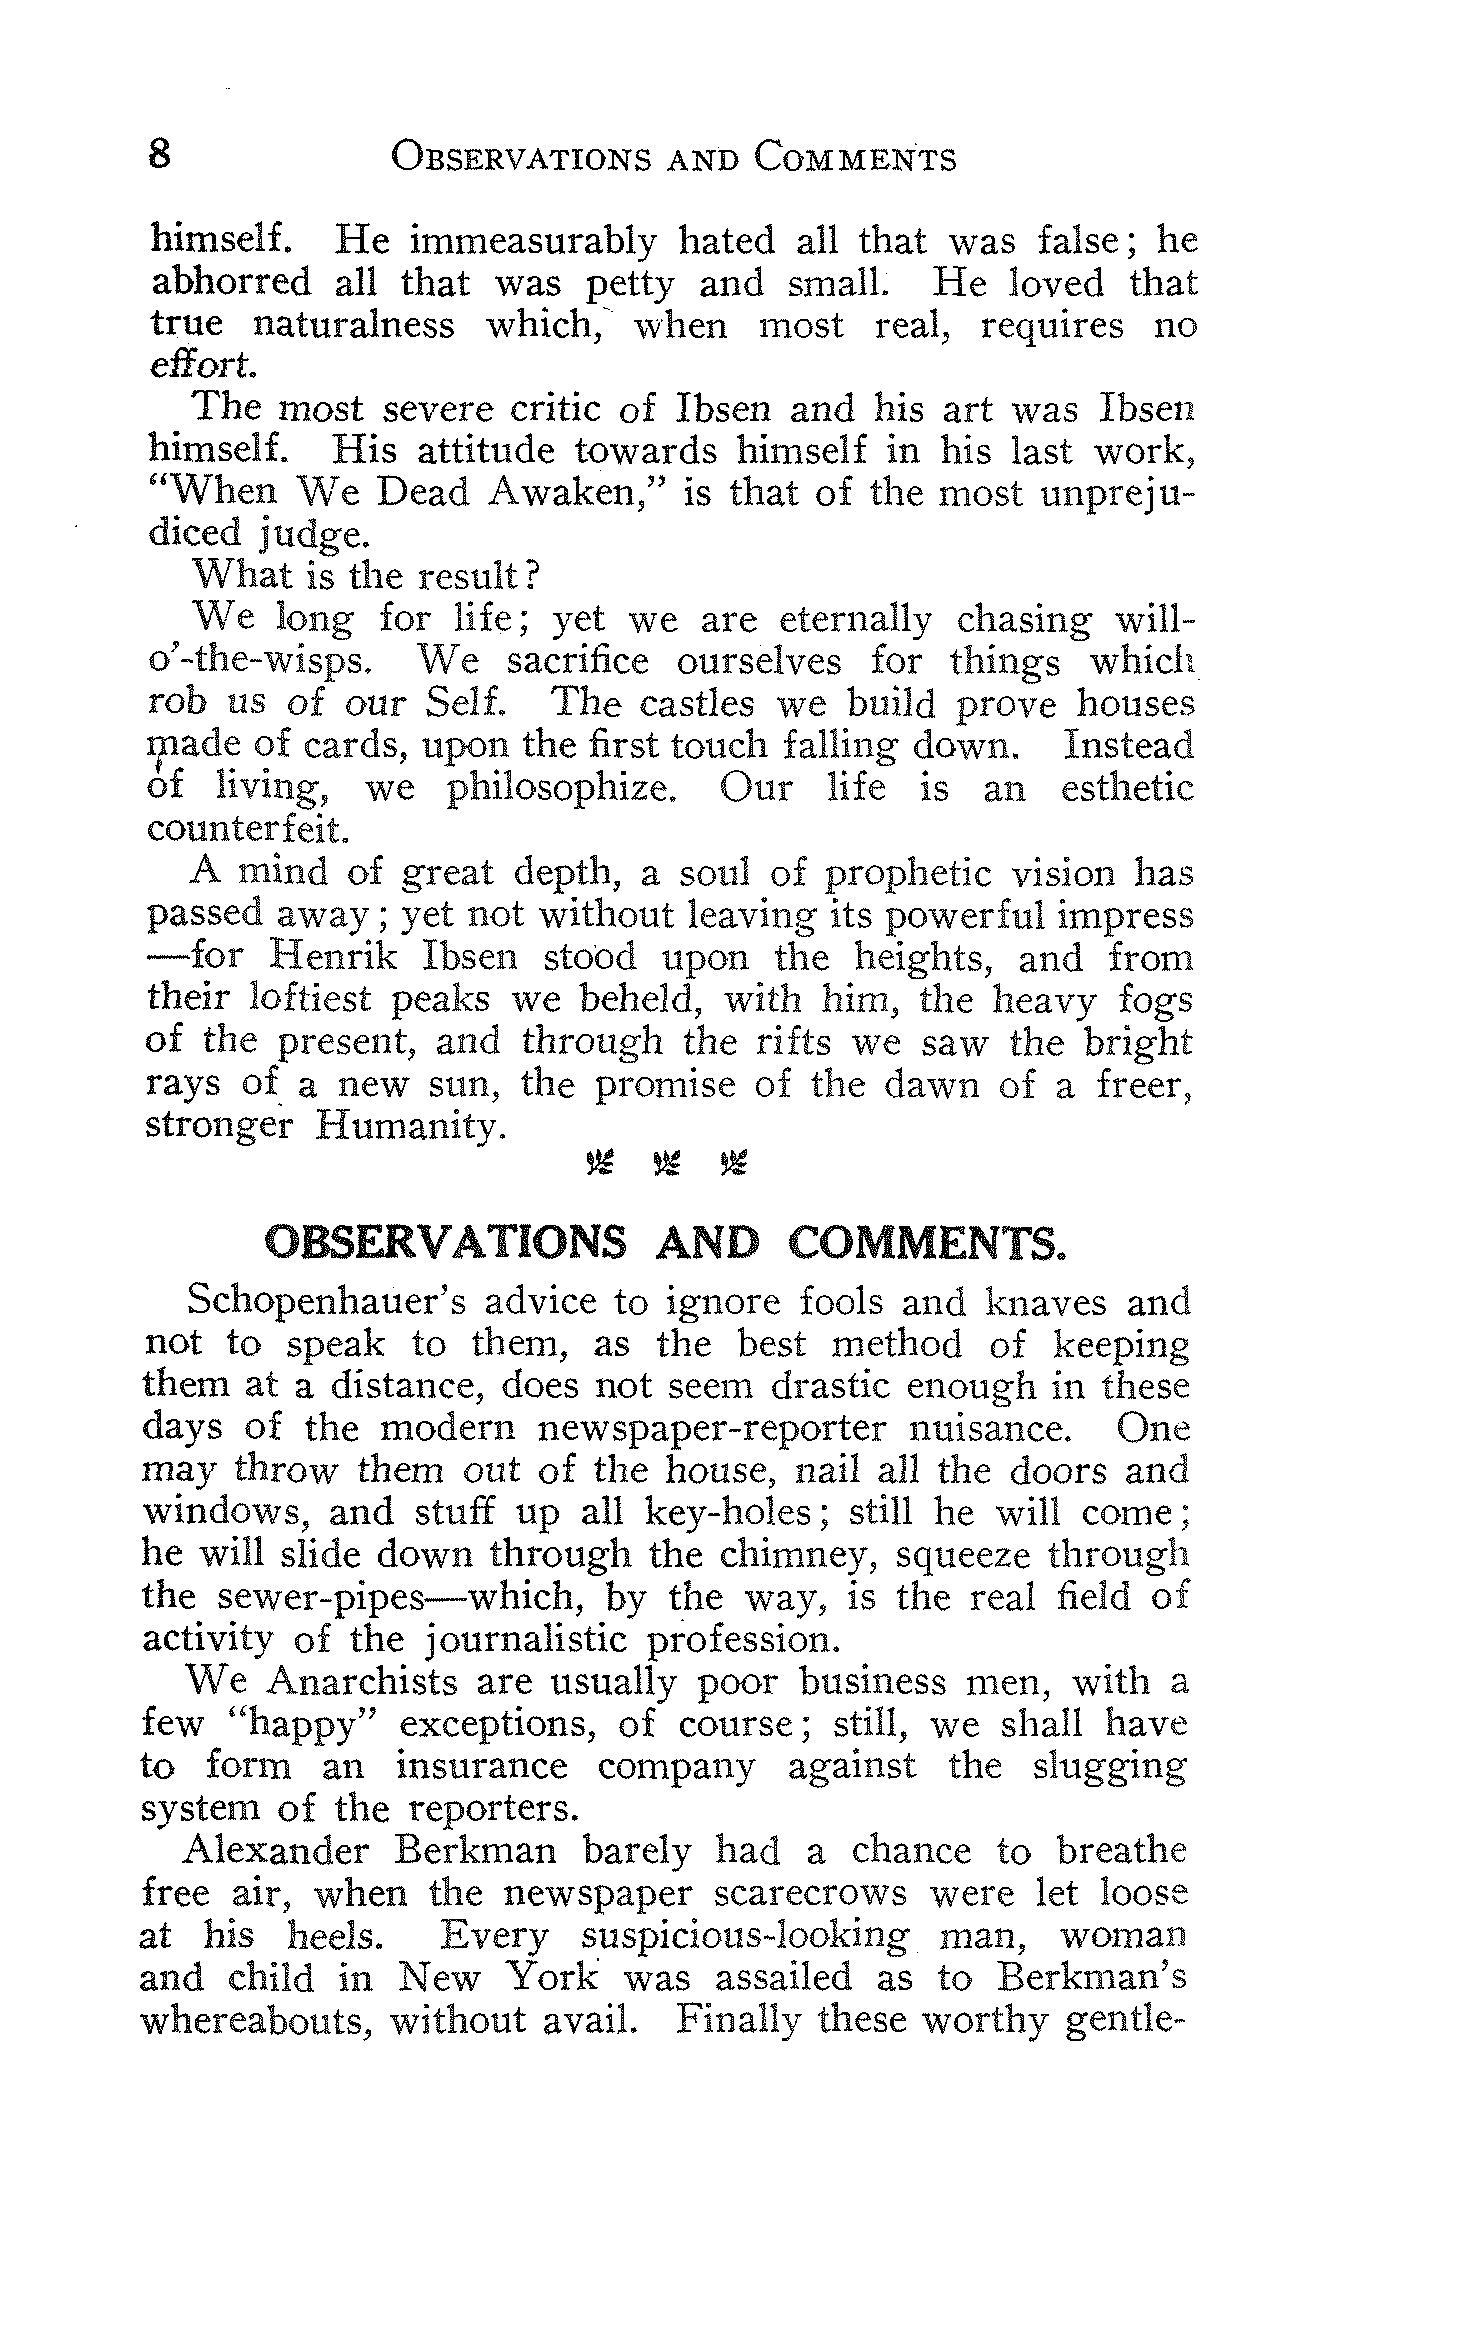 8 Observations and Comments
himself. He immeasurably hated all that was false; he
abhorred all that was petty and small. He loved that
true naturalness which, when most real, requires no
effort.
The most severe critic of Ibsen and his art was Ibsen
himself. His attitude towards himself in his last work,
“When We Dead Awaken,” is that of the most unpreju-
diced judge.
What is the result?
We long for life; yet we are eternally chasing will-
o’-the-wisps. We sacrifice ourselves for things which
rob us of our Self. The castles we build prove houses
made of cards, upon the first touch falling down. Instead
of living, we philosophize. Our life is an esthetic
counterfeit.
A mind of great depth, a soul of prophetic vision has
passed away; yet not without leaving its powerful impress
—for Henrik Ibsen stood upon the heights, and from
their loftiest peaks we beheld, with him, the heavy fogs
of the present, and through the rifts we saw the bright
rays of a new sun, the promise of the dawn of a freer,
stronger Humanity.
OBSERVATIONS AND COMMENTS.
Schopenhauer’s advice to ignore fools and knaves and
not to speak to them, as the best method of keeping
them at a distance, does not seem drastic enough in these
days of the modern newspaper-reporter nuisance. One
may throw them out of the house, nail all the doors and
windows, and stuff up all key-holes; still he will come;
he will slide down through the chimney, squeeze through
the sewer-pipes—which, by the way, is the real field of
activity of the journalistic profession.
We Anarchists are usually poor business men, with a
few “happy” exceptions, of course; still, we shall have
to form an insurance company against the slugging
system of the reporters.
Alexander Berkman barely had a chance to breathe
free air, when the newspaper scarecrows were let loose
at his heels. Every suspicious-looking man, woman
and child in New York was assailed as to Berkman’s
whereabouts, without avail. Finally these worthy gentle-